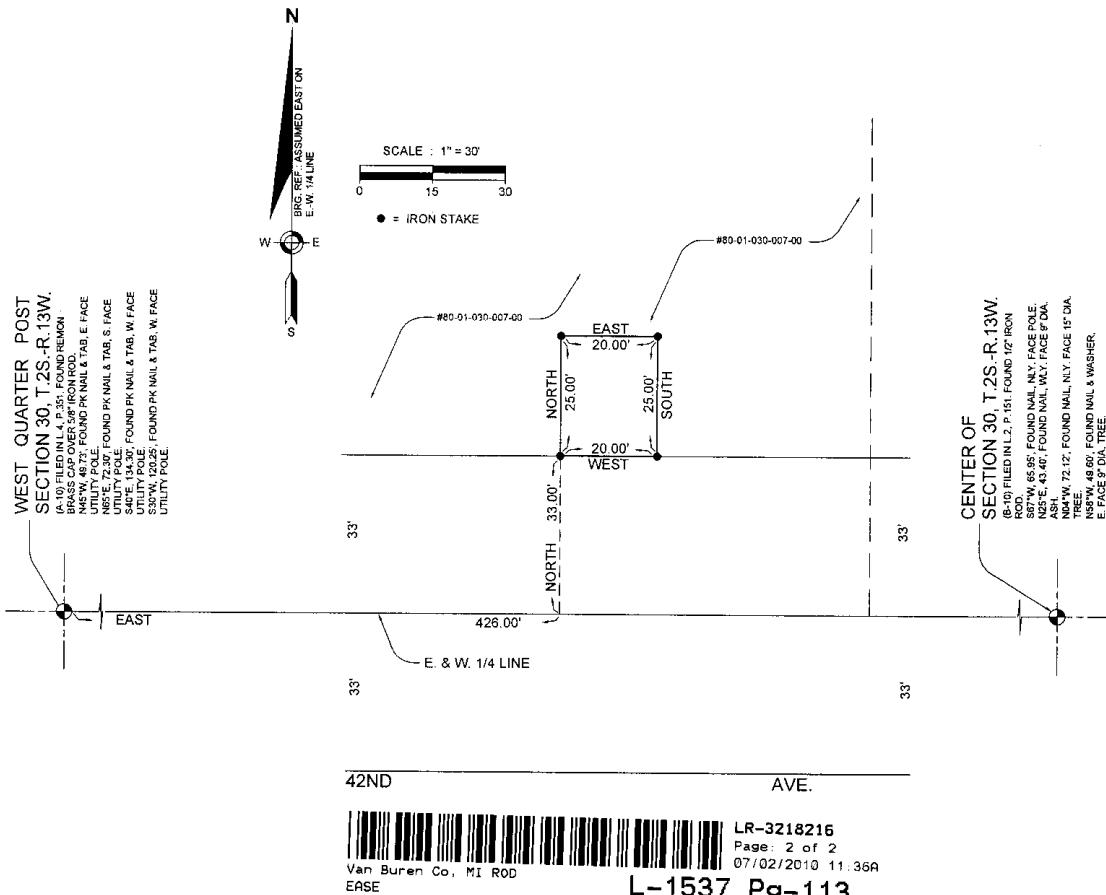 N
BRG. REF.: ASSUMED EAST ON
E.-W. 1/4 LINE
W
E
S
SCALE : 1" = 30'
0 15 30
● = IRON STAKE
#80-01-030-007-00
#80-01-030-007-00
EAST
20.00'
NORTH
25.00'
25.00'
SOUTH
20.00'
WEST
33.00'
NORTH
33'
33'
WEST QUARTER POST
SECTION 30, T.2S.-R.13W.
(A-10) FILED IN L.4, P.351. FOUND REMON
BRASS CAP OVER 5/8" IRON ROD.
N45°W, 49.73', FOUND PK NAIL & TAB, E. FACE
UTILITY POLE.
N65°E, 72.30', FOUND PK NAIL & TAB, S. FACE
UTILITY POLE.
S40°E, 134.30', FOUND PK NAIL & TAB, W. FACE
UTILITY POLE.
S30°W, 120.25', FOUND PK NAIL & TAB, W. FACE
UTILITY POLE.
CENTER OF
SECTION 30, T.2S.-R.13W.
(B-10) FILED IN L.2, P.151. FOUND 1/2" IRON
ROD.
S67°W, 65.95', FOUND NAIL, NLY. FACE POLE.
N25°E, 43.40', FOUND NAIL, WLY. FACE 9" DIA.
ASH.
N04°W, 72.12', FOUND NAIL, NLY. FACE 15" DIA.
TREE.
N58°W, 49.60', FOUND NAIL & WASHER,
E. FACE 9" DIA. TREE.
EAST
426.00'
E. & W. 1/4 LINE
33'
33'
42ND AVE.
LR-3218216
Page: 2 of 2
07/02/2010 11:36A
Van Buren Co, MI ROD
EASE
L-1537 Pg-113